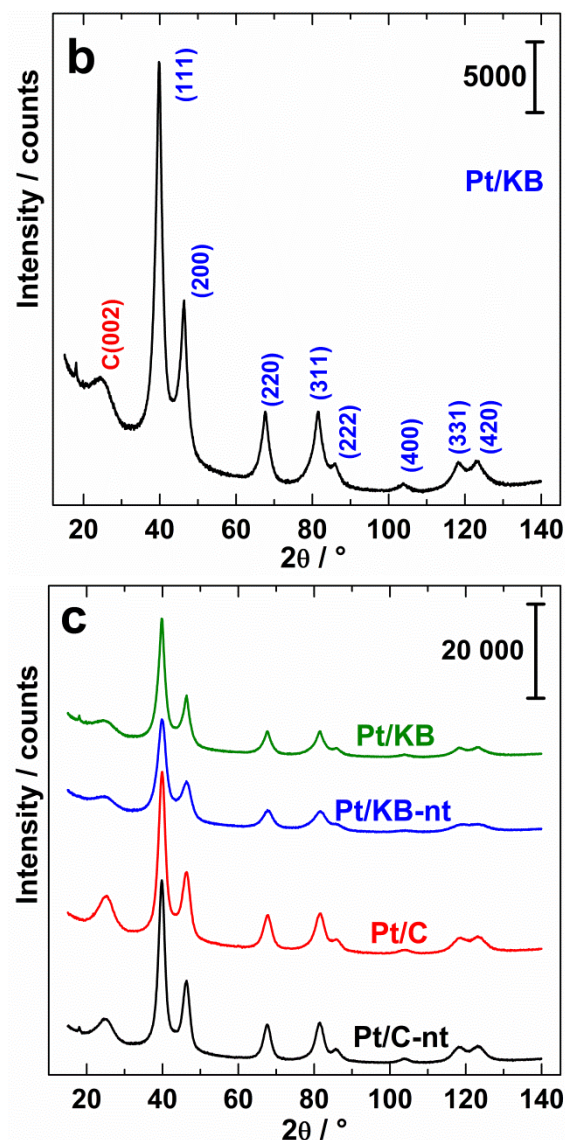 b
5000
Pt/KB
Intensity / counts
C(002)
(111)
(200)
(220)
(311)
(222)
(400)
(331)
(420)
20 40 60 80 100 120 140
2θ / °
c
20 000
Intensity / counts
Pt/KB
Pt/KB-nt
Pt/C
Pt/C-nt
20 40 60 80 100 120 140
2θ / °